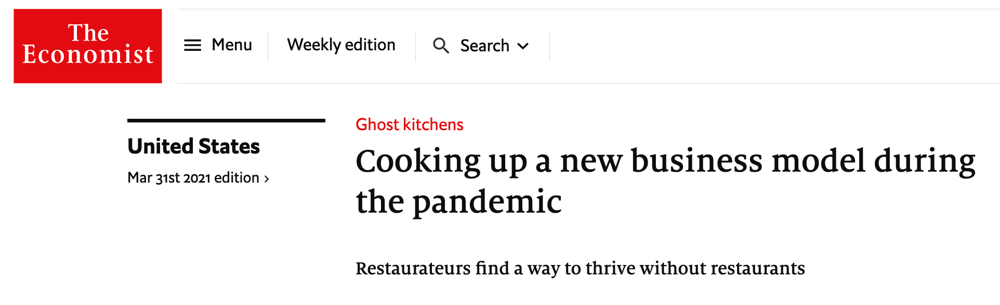 The
Economist
Menu
Weekly edition
Search
United States
Mar 31st 2021 edition ›
Ghost kitchens
Cooking up a new business model during
the pandemic
Restaurateurs find a way to thrive without restaurants